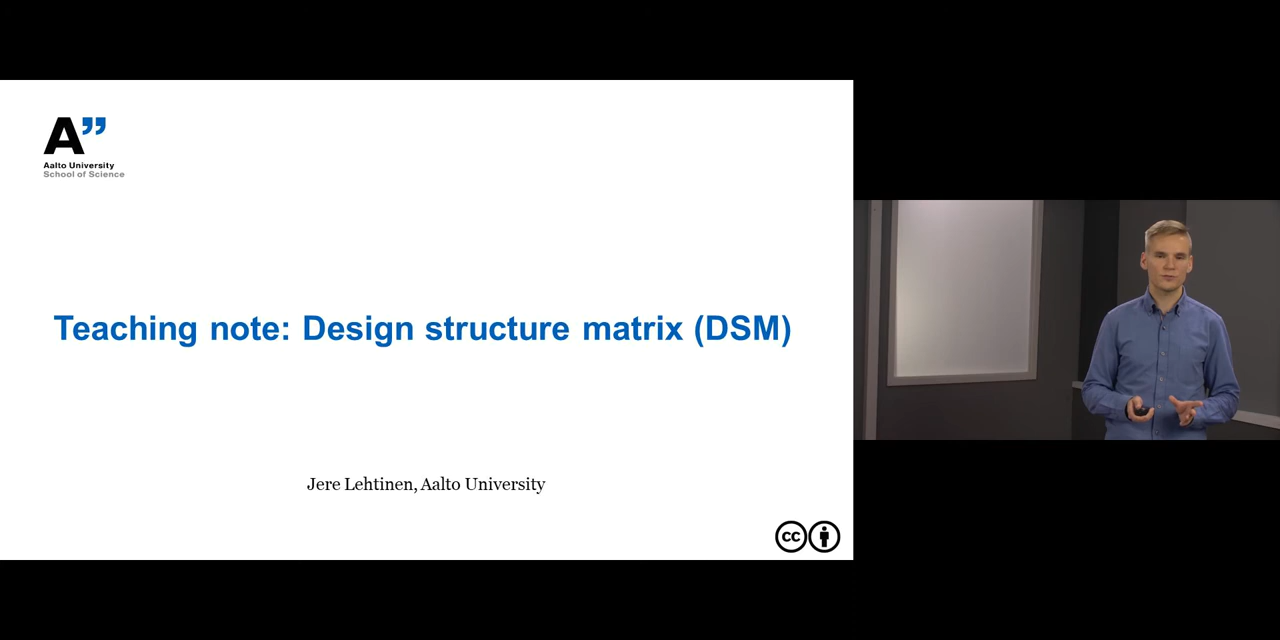 A”
Aalto University
School of Science
Teaching note: Design structure matrix (DSM)
Jere Lehtinen, Aalto University
cc